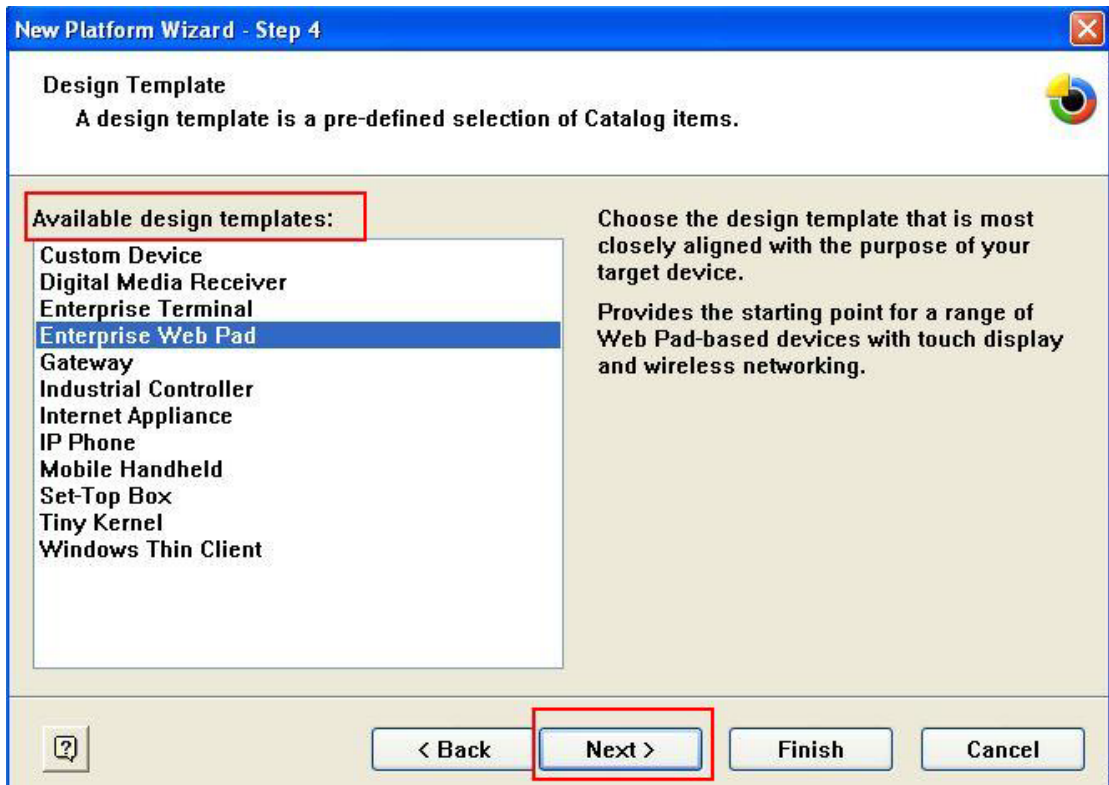 New Platform Wizard - Step 4
Design Template
A design template is a pre-defined selection of Catalog items.
Available design templates:
Custom Device
Digital Media Receiver
Enterprise Terminal
Enterprise Web Pad
Gateway
Industrial Controller
Internet Appliance
IP Phone
Mobile Handheld
Set-Top Box
Tiny Kernel
Windows Thin Client
Choose the design template that is most
closely aligned with the purpose of your
target device.
Provides the starting point for a range of
Web Pad-based devices with touch display
and wireless networking.
< Back
Next >
Finish
Cancel